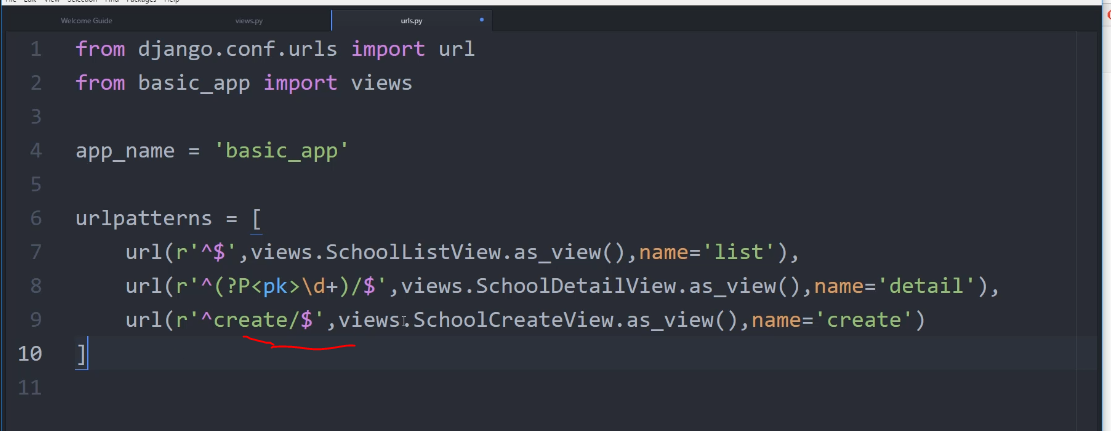 File Edit View Selection Find Packages Help
Welcome Guide views.py urls.py
1 from django.conf.urls import url
2 from basic_app import views
3
4 app_name = 'basic_app'
5
6 urlpatterns = [
7 url(r'^$',views.SchoolListView.as_view(),name='list'),
8 url(r'^(?P<pk>\d+)/$',views.SchoolDetailView.as_view(),name='detail'),
9 url(r'^create/$',views.SchoolCreateView.as_view(),name='create')
10 ]
11